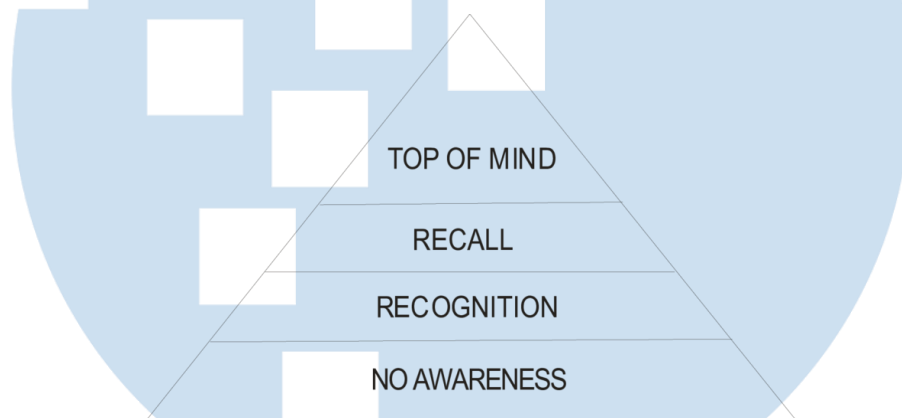 TOP OF MIND
RECALL
RECOGNITION
NO AWARENESS